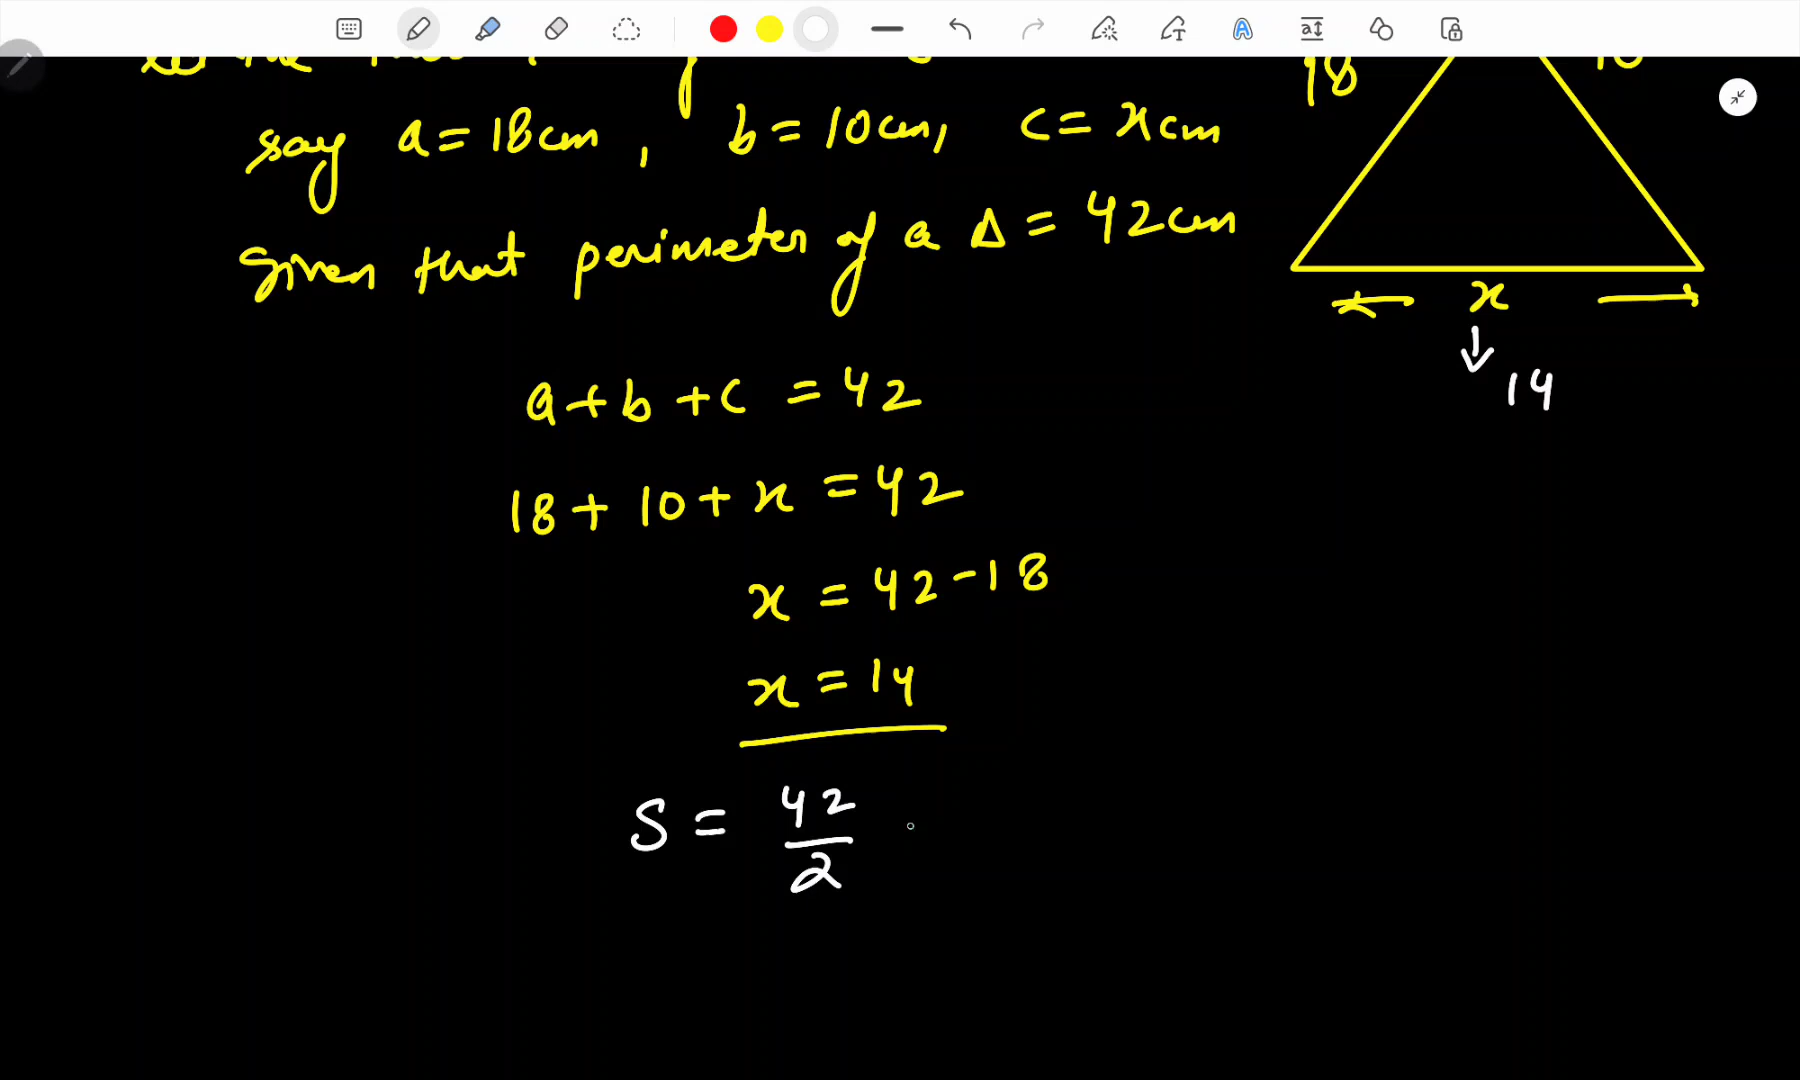 say a = 18cm , b = 10cm, c = xcm
Given that perimeter of a Δ = 42cm
a + b + c = 42
18 + 10 + x = 42
x = 42 - 18
x = 14
S = 42/2
18
x
↓ 14